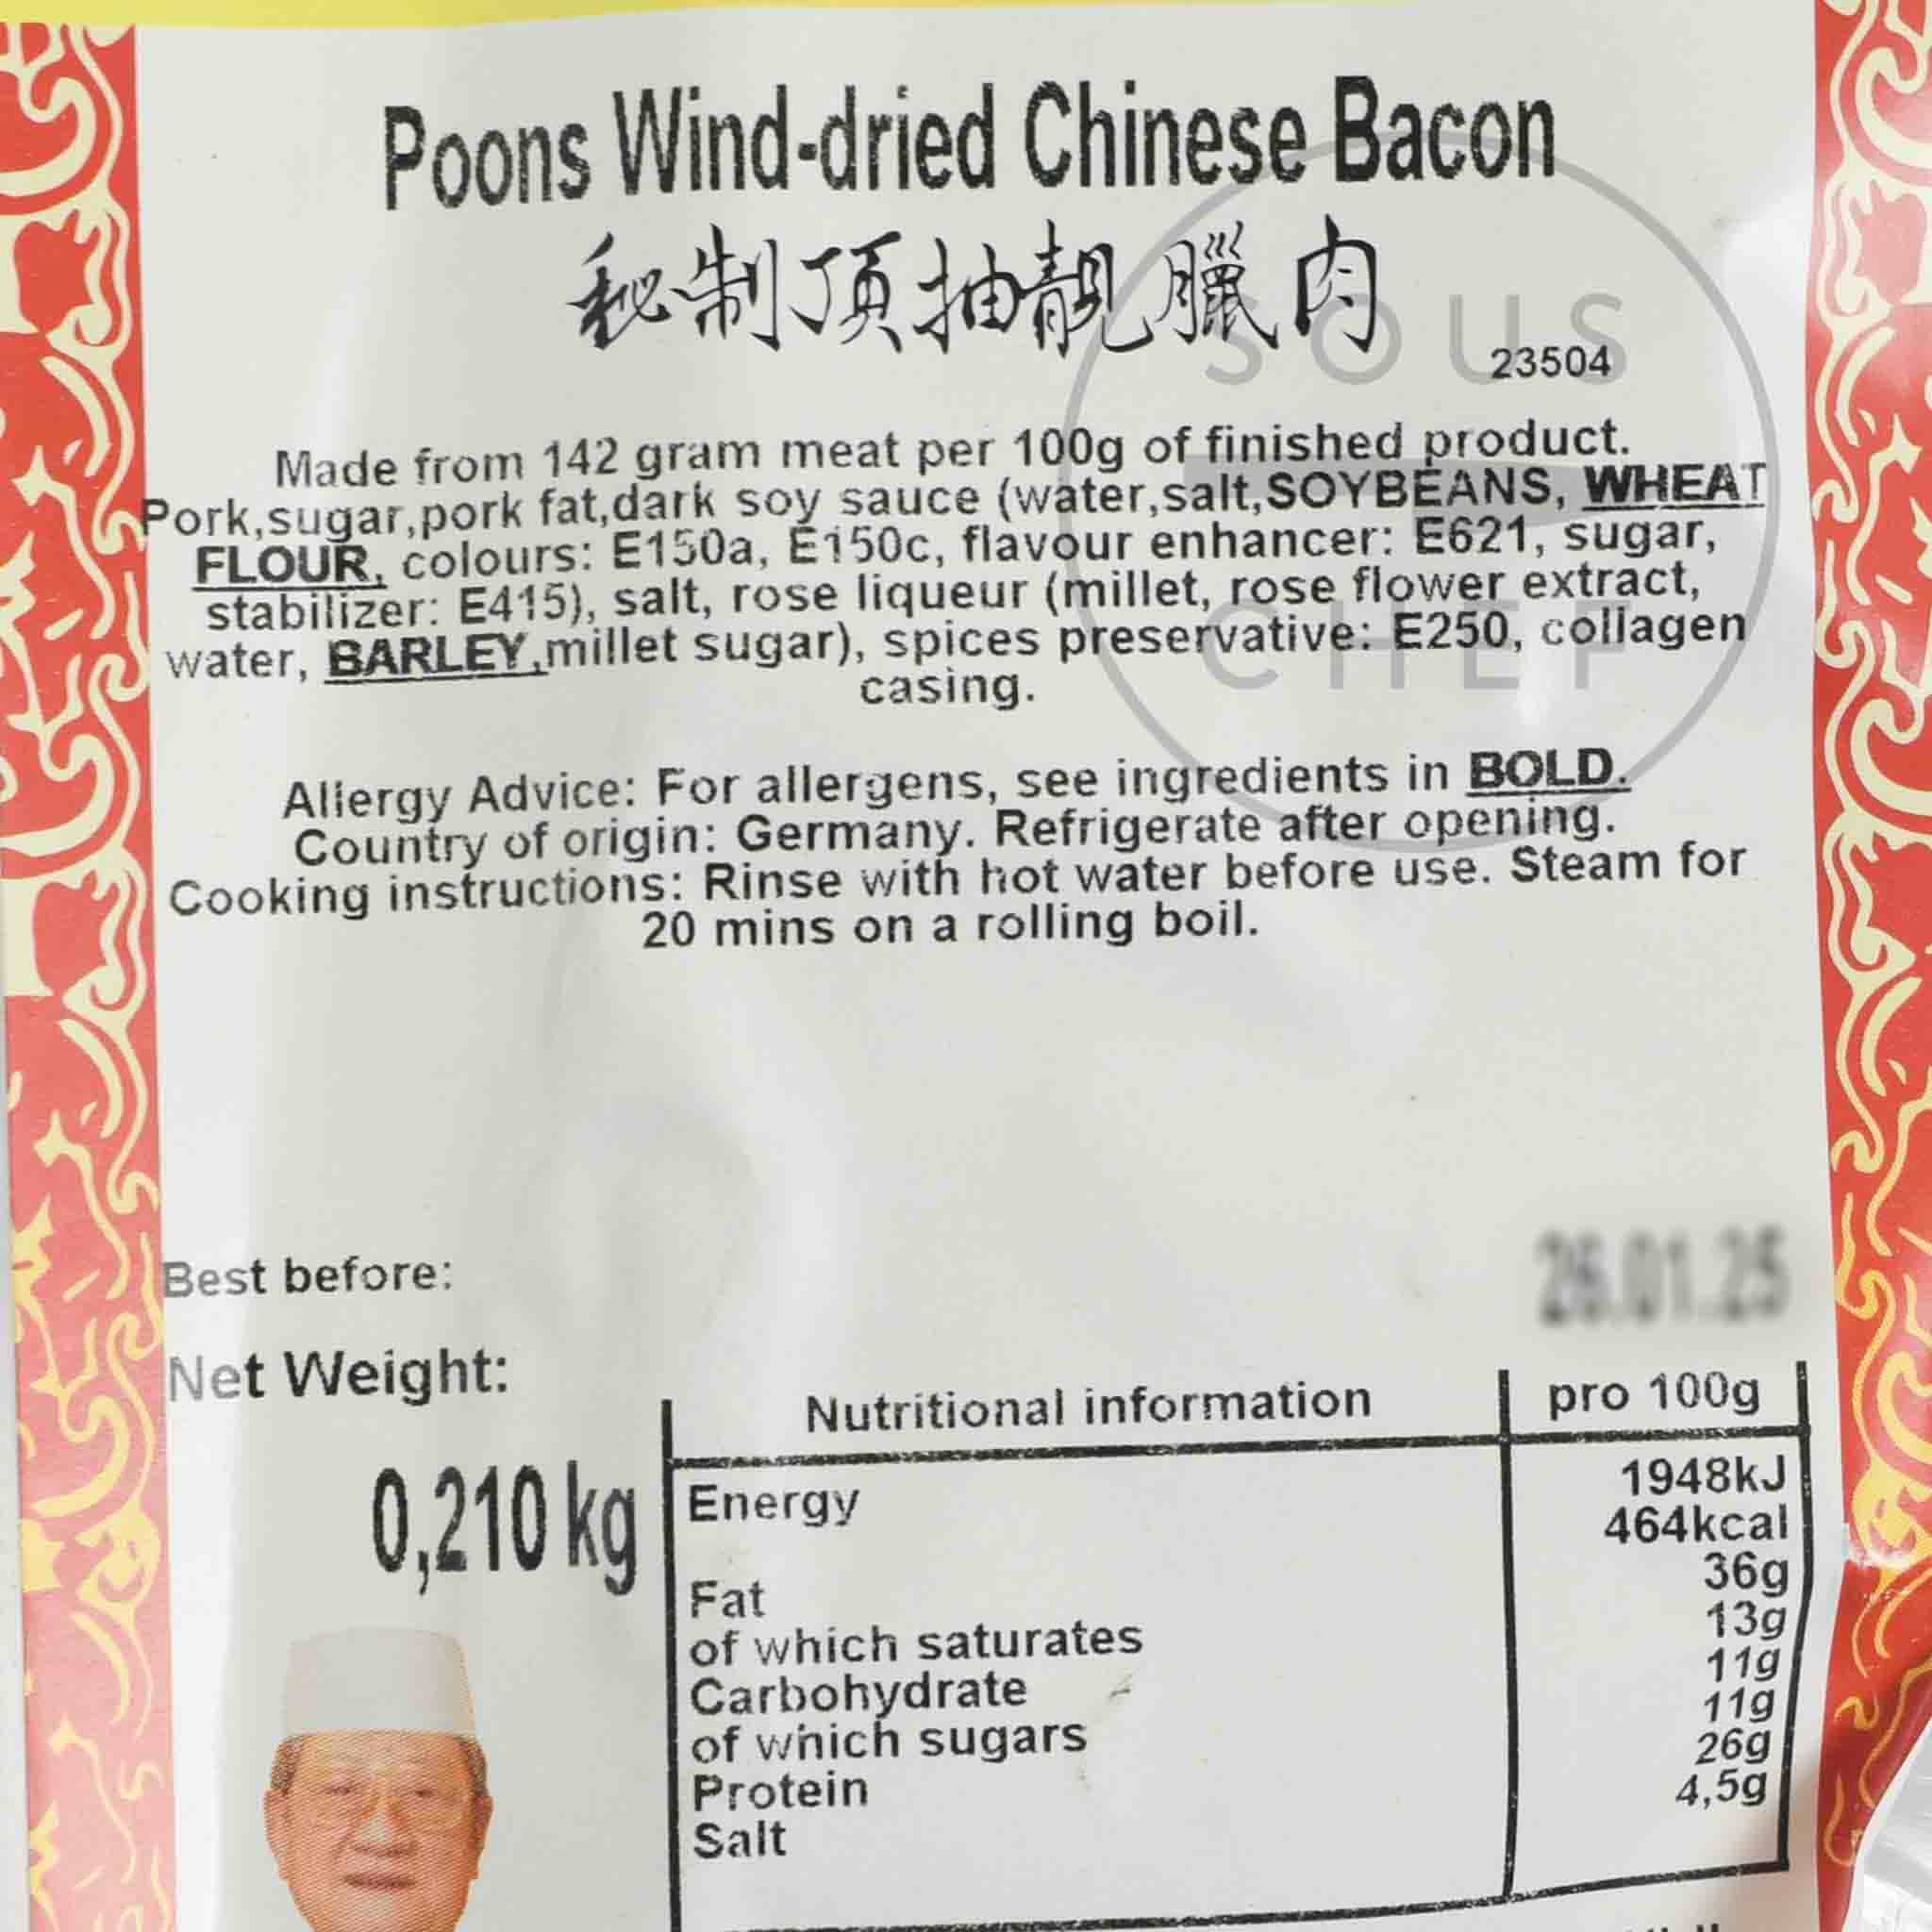 Poons Wind-dried Chinese Bacon
秘制頂抽靚臘肉
23504
Made from 142 gram meat per 100g of finished product.
Pork,sugar,pork fat,dark soy sauce (water,salt,SOYBEANS, WHEAT
FLOUR, colours: E150a, E150c, flavour enhancer: E621, sugar,
stabilizer: E415), salt, rose liqueur (millet, rose flower extract,
water, BARLEY,millet sugar), spices preservative: E250, collagen
casing.
SOUS
CHEF
Allergy Advice: For allergens, see ingredients in BOLD.
Country of origin: Germany. Refrigerate after opening.
Cooking instructions: Rinse with hot water before use. Steam for
20 mins on a rolling boil.
Best before:
26.01.25
Net Weight:
0,210 kg
Nutritional information pro 100g
Energy 1948kJ
464kcal
Fat 36g
of which saturates 13g
Carbohydrate 11g
of which sugars 11g
Protein 26g
Salt 4,5g